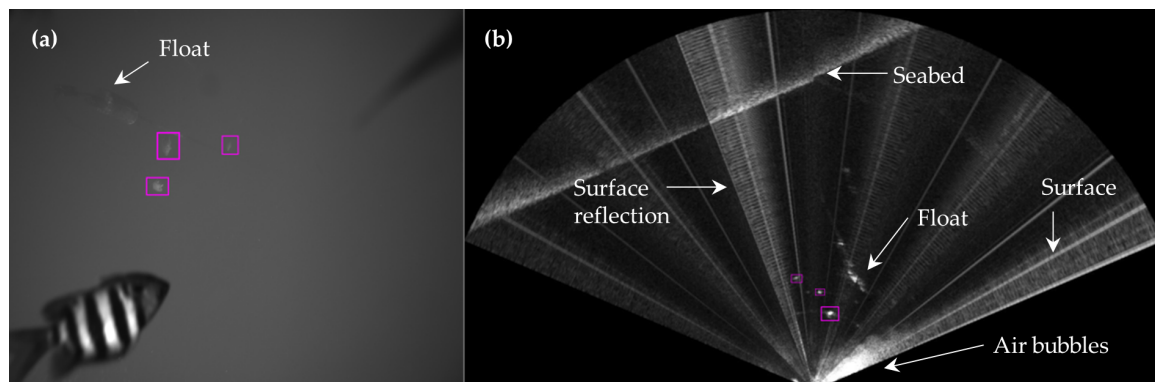 (a)
Float
(b)
Seabed
Surface
reflection
Surface
Float
Air bubbles